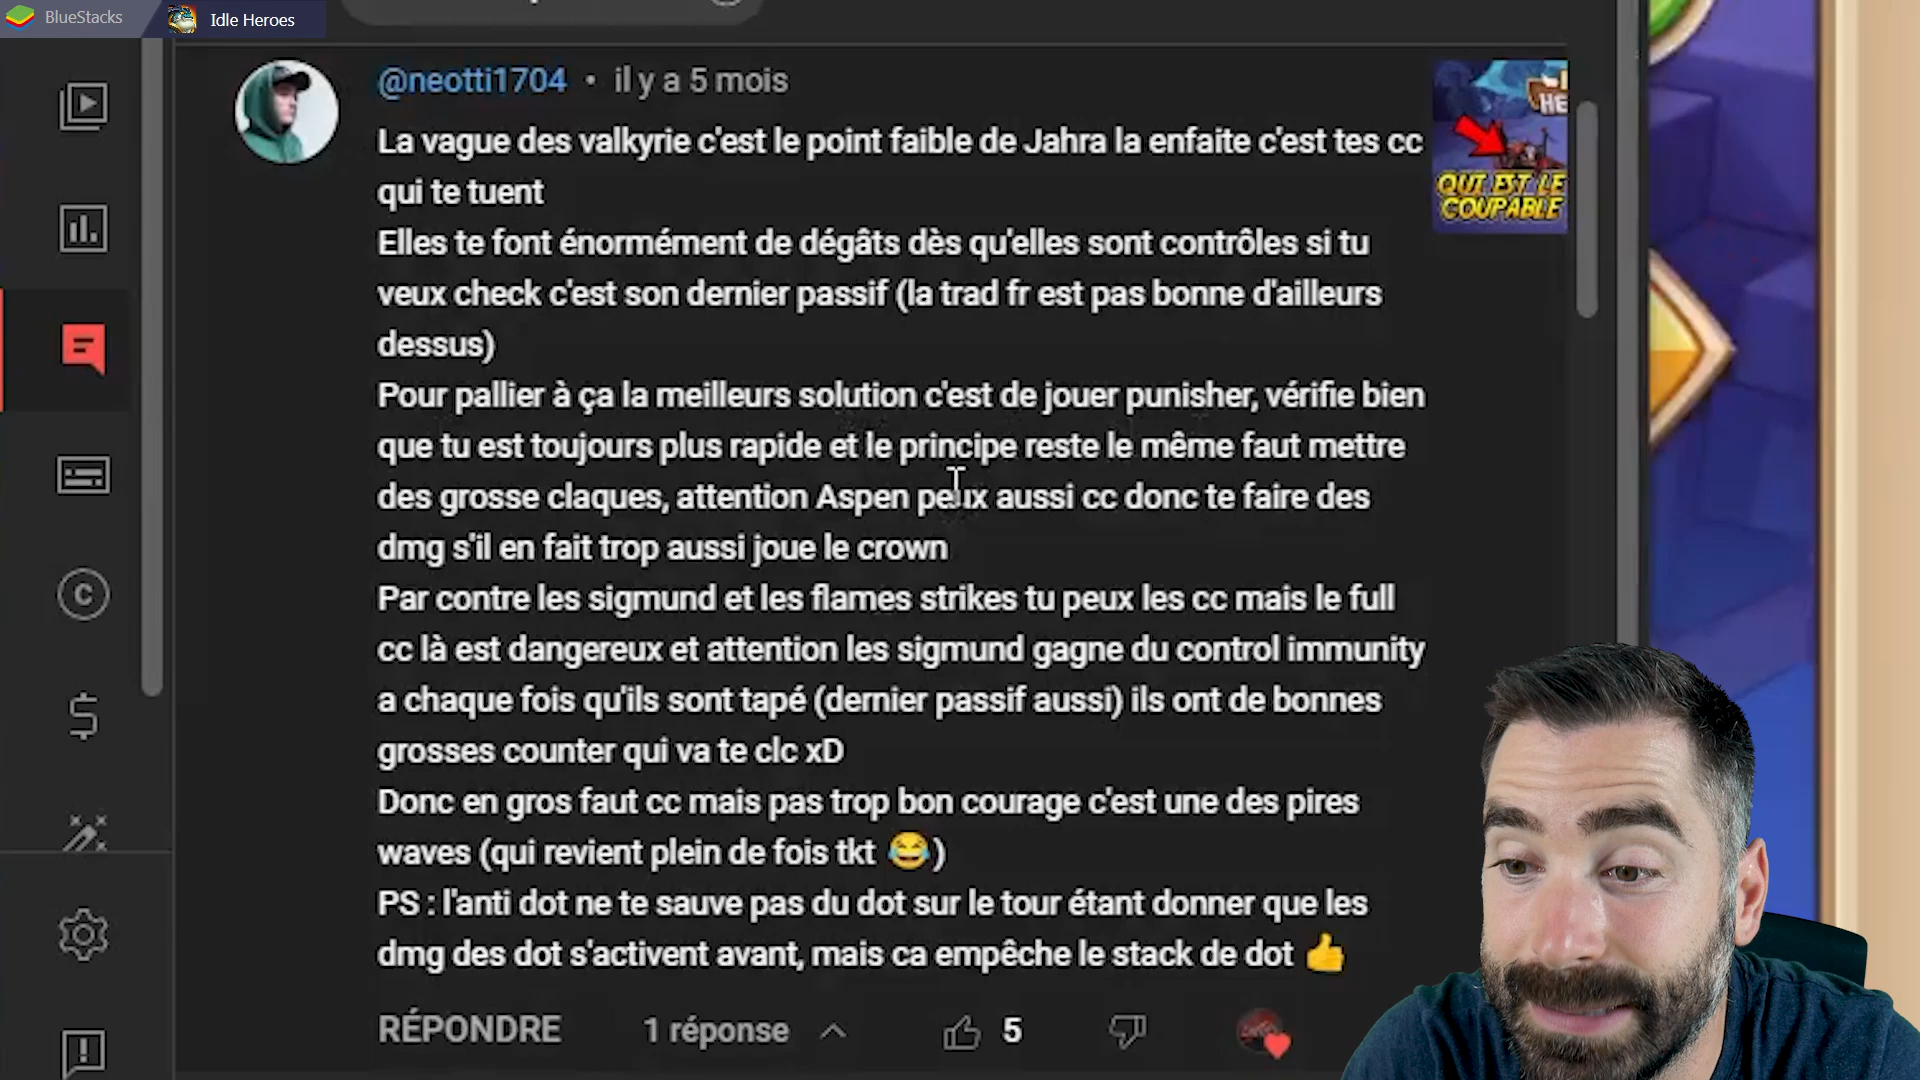 BlueStacks
Idle Heroes
@neotti1704 • il y a 5 mois
La vague des valkyrie c'est le point faible de Jahra la enfaite c'est tes cc
qui te tuent
Elles te font énormément de dégâts dès qu'elles sont contrôles si tu
veux check c'est son dernier passif (la trad fr est pas bonne d'ailleurs
dessus)
Pour pallier à ça la meilleurs solution c'est de jouer punisher, vérifie bien
que tu est toujours plus rapide et le principe reste le même faut mettre
des grosse claques, attention Aspen peux aussi cc donc te faire des
dmg s'il en fait trop aussi joue le crown
Par contre les sigmund et les flames strikes tu peux les cc mais le full
cc là est dangereux et attention les sigmund gagne du control immunity
a chaque fois qu'ils sont tapé (dernier passif aussi) ils ont de bonnes
grosses counter qui va te clc xD
Donc en gros faut cc mais pas trop bon courage c'est une des pires
waves (qui revient plein de fois tkt 😂)
PS : l'anti dot ne te sauve pas du dot sur le tour étant donner que les
dmg des dot s'activent avant, mais ca empêche le stack de dot 👍
RÉPONDRE
1 réponse
5
HE
QUI EST LE
COUPABLE